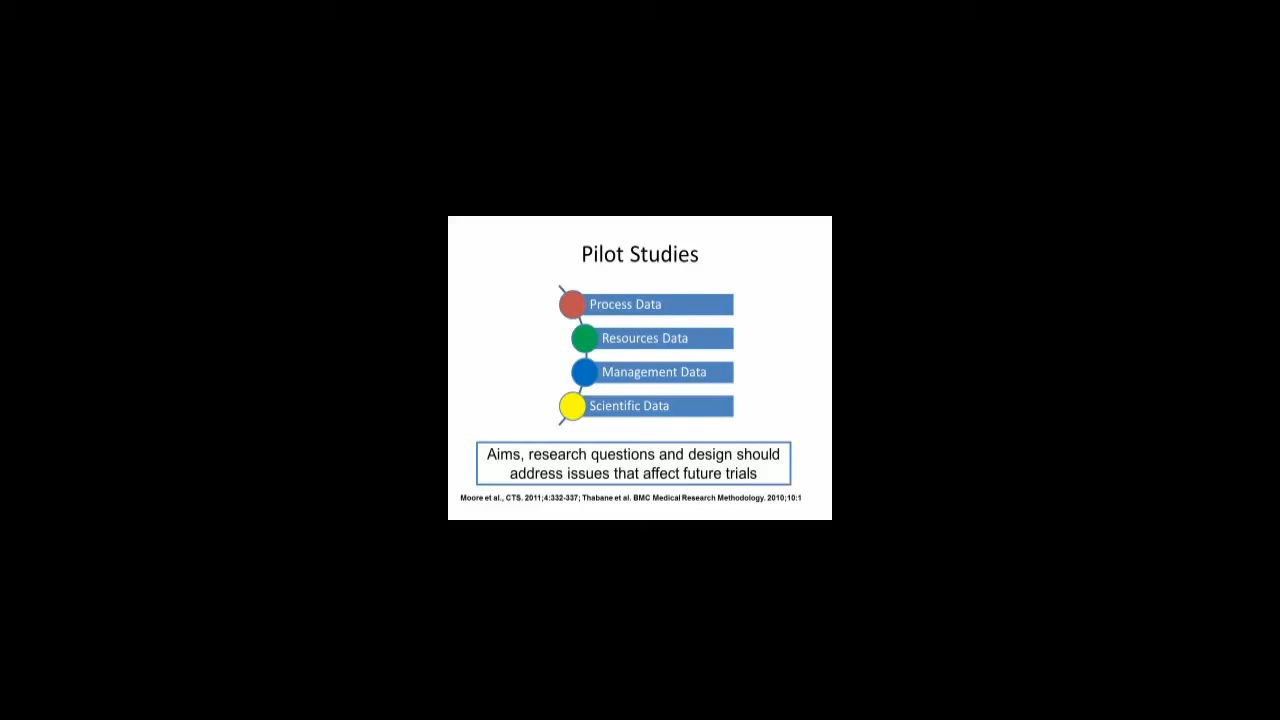 Pilot Studies
Process Data
Resources Data
Management Data
Scientific Data
Aims, research questions and design should
address issues that affect future trials
Moore et al., CTS. 2011;4:332-337; Thabane et al. BMC Medical Research Methodology. 2010;10:1